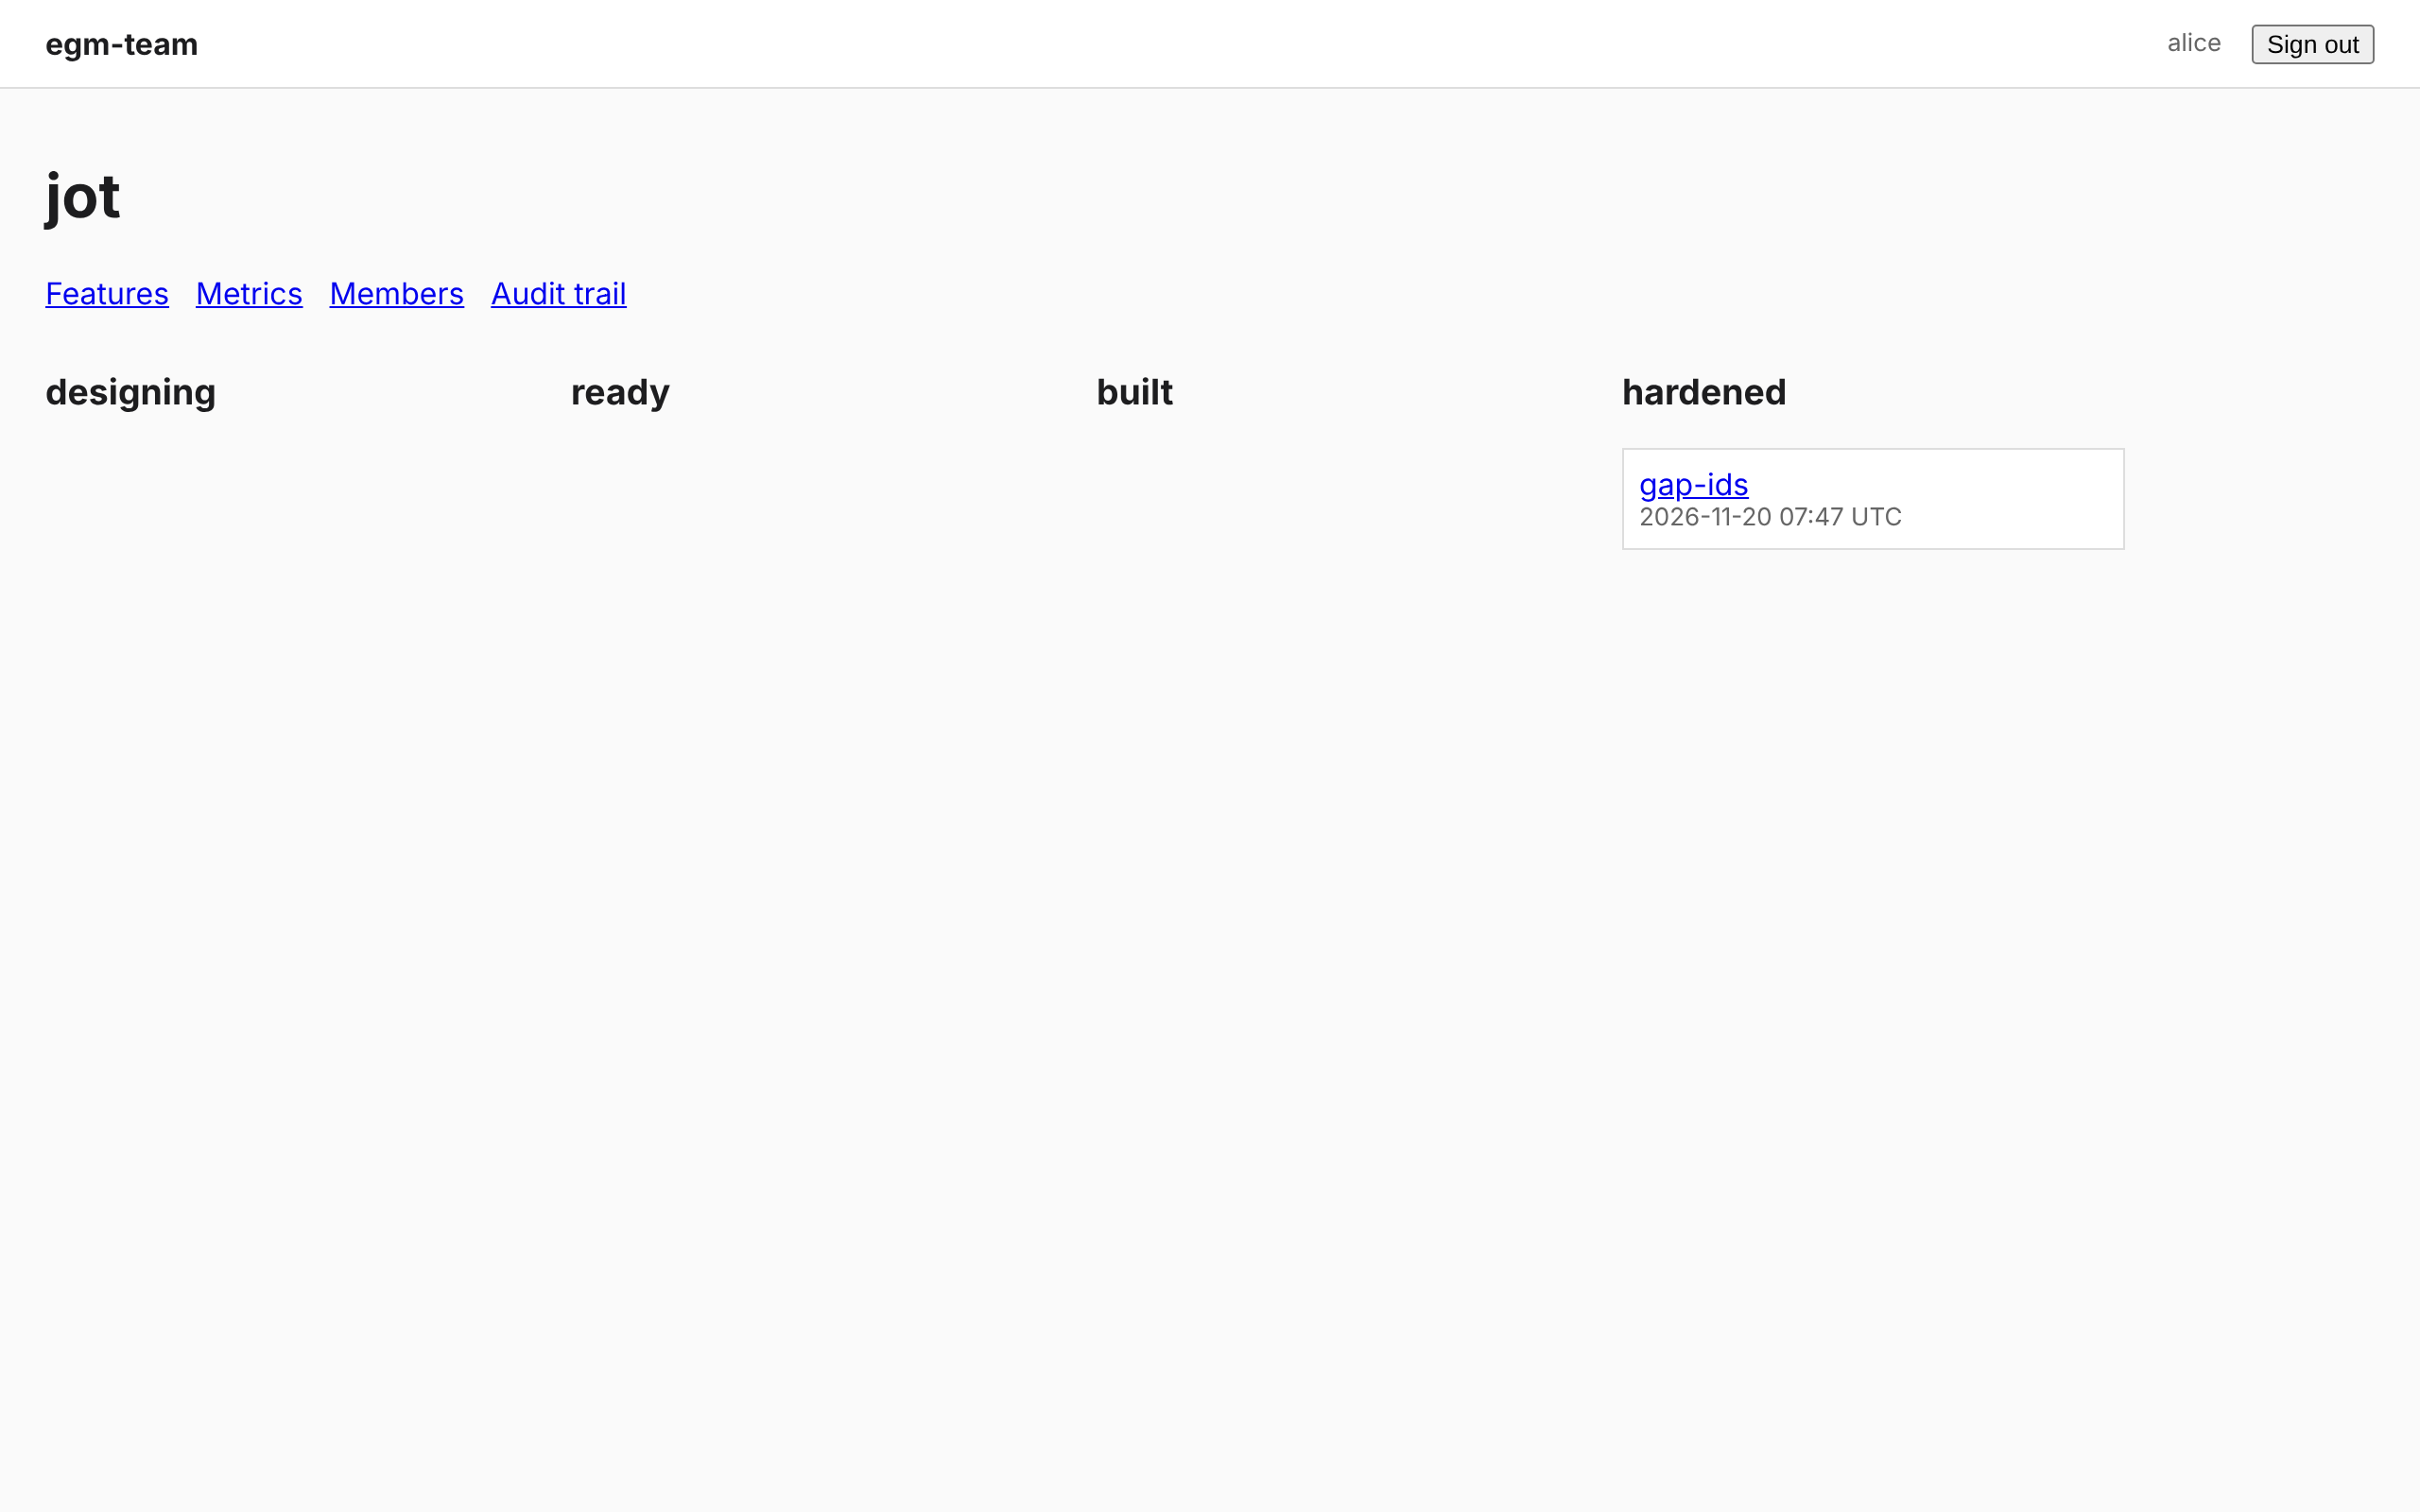 egm-team alice Sign out
jot
Features Metrics Members Audit trail
designing ready built hardened
gap-ids
2026-11-20 07:47 UTC